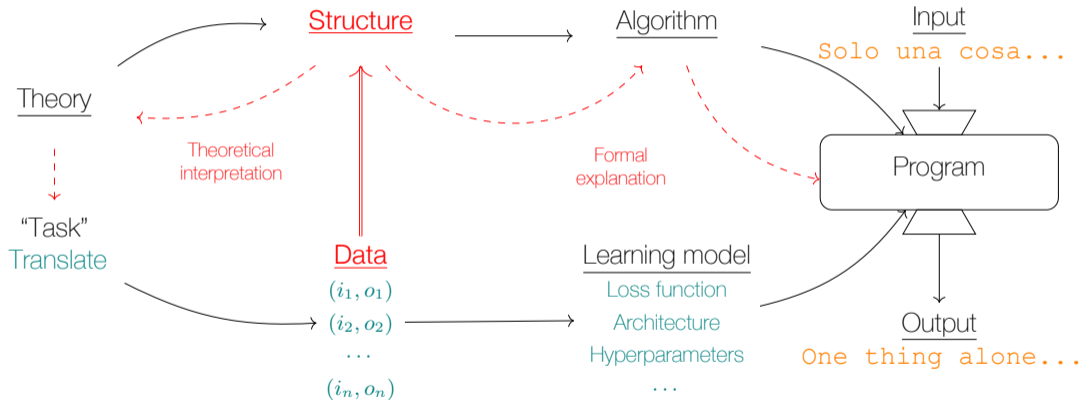 Structure
Algorithm
Input
Solo una cosa...
Theory
Theoretical
interpretation
Formal
explanation
Program
“Task”
Translate
Data
(i₁, o₁)
(i₂, o₂)
...
(iₙ, oₙ)
Learning model
Loss function
Architecture
Hyperparameters
...
Output
One thing alone...